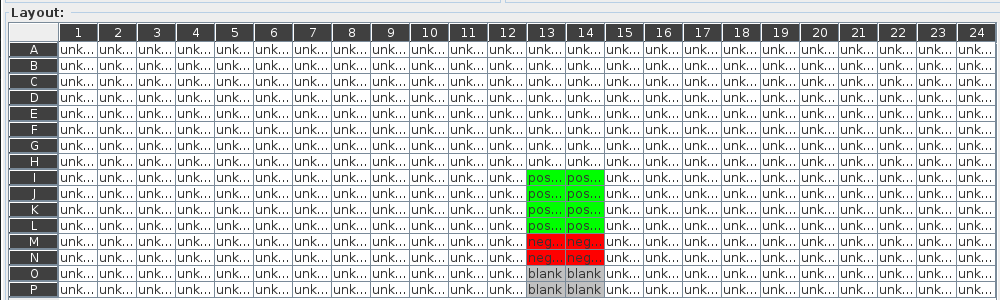 Layout:
1 2 3 4 5 6 7 8 9 10 11 12 13 14 15 16 17 18 19 20 21 22 23 24
A unk... unk... unk... unk... unk... unk... unk... unk... unk... unk... unk... unk... unk... unk... unk... unk... unk... unk... unk... unk... unk... unk... unk... unk...
B unk... unk... unk... unk... unk... unk... unk... unk... unk... unk... unk... unk... unk... unk... unk... unk... unk... unk... unk... unk... unk... unk... unk... unk...
C unk... unk... unk... unk... unk... unk... unk... unk... unk... unk... unk... unk... unk... unk... unk... unk... unk... unk... unk... unk... unk... unk... unk... unk...
D unk... unk... unk... unk... unk... unk... unk... unk... unk... unk... unk... unk... unk... unk... unk... unk... unk... unk... unk... unk... unk... unk... unk... unk...
E unk... unk... unk... unk... unk... unk... unk... unk... unk... unk... unk... unk... unk... unk... unk... unk... unk... unk... unk... unk... unk... unk... unk... unk...
F unk... unk... unk... unk... unk... unk... unk... unk... unk... unk... unk... unk... unk... unk... unk... unk... unk... unk... unk... unk... unk... unk... unk... unk...
G unk... unk... unk... unk... unk... unk... unk... unk... unk... unk... unk... unk... unk... unk... unk... unk... unk... unk... unk... unk... unk... unk... unk... unk...
H unk... unk... unk... unk... unk... unk... unk... unk... unk... unk... unk... unk... unk... unk... unk... unk... unk... unk... unk... unk... unk... unk... unk... unk...
I unk... unk... unk... unk... unk... unk... unk... unk... unk... unk... unk... unk... pos... pos... unk... unk... unk... unk... unk... unk... unk... unk... unk... unk...
J unk... unk... unk... unk... unk... unk... unk... unk... unk... unk... unk... unk... pos... pos... unk... unk... unk... unk... unk... unk... unk... unk... unk... unk...
K unk... unk... unk... unk... unk... unk... unk... unk... unk... unk... unk... unk... pos... pos... unk... unk... unk... unk... unk... unk... unk... unk... unk... unk...
L unk... unk... unk... unk... unk... unk... unk... unk... unk... unk... unk... unk... pos... pos... unk... unk... unk... unk... unk... unk... unk... unk... unk... unk...
M unk... unk... unk... unk... unk... unk... unk... unk... unk... unk... unk... unk... neg... neg... unk... unk... unk... unk... unk... unk... unk... unk... unk... unk...
N unk... unk... unk... unk... unk... unk... unk... unk... unk... unk... unk... unk... neg... neg... unk... unk... unk... unk... unk... unk... unk... unk... unk... unk...
O unk... unk... unk... unk... unk... unk... unk... unk... unk... unk... unk... unk... blank blank unk... unk... unk... unk... unk... unk... unk... unk... unk... unk...
P unk... unk... unk... unk... unk... unk... unk... unk... unk... unk... unk... unk... blank blank unk... unk... unk... unk... unk... unk... unk... unk... unk... unk...